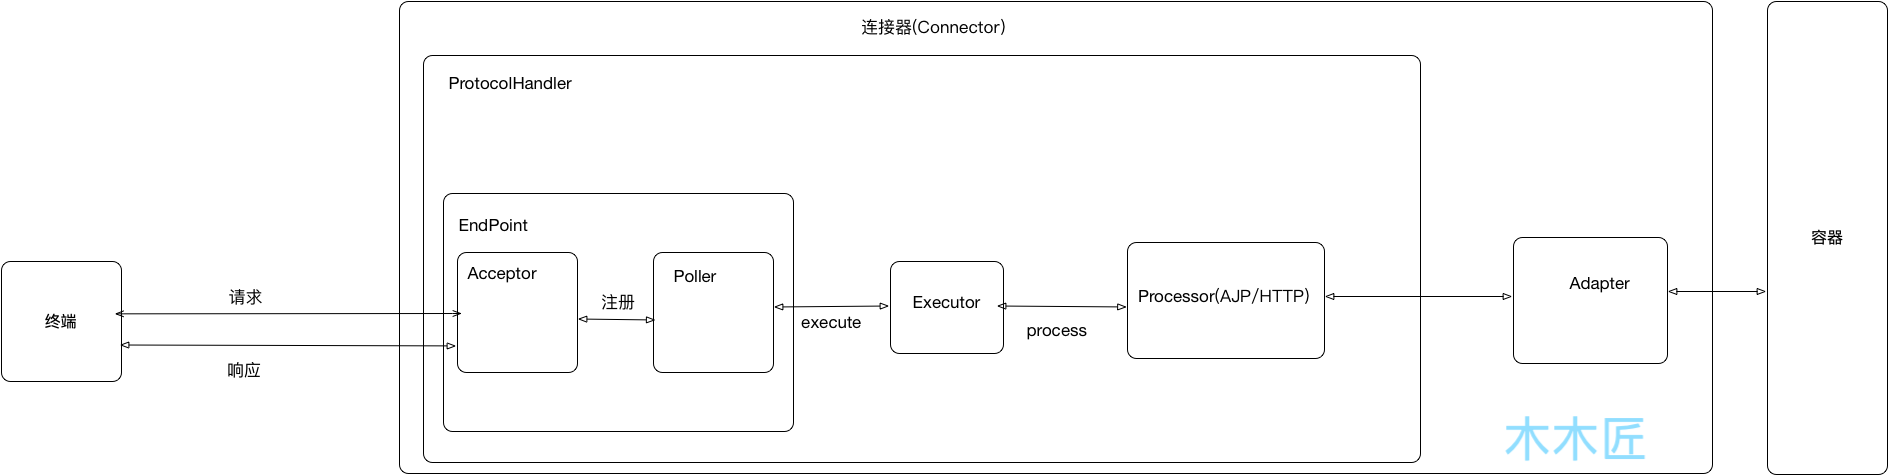 连接器(Connector)
ProtocolHandler
EndPoint
Acceptor
Poller
注册
请求
终端
响应
execute
Executor
process
Processor(AJP/HTTP)
Adapter
容器
木木匠